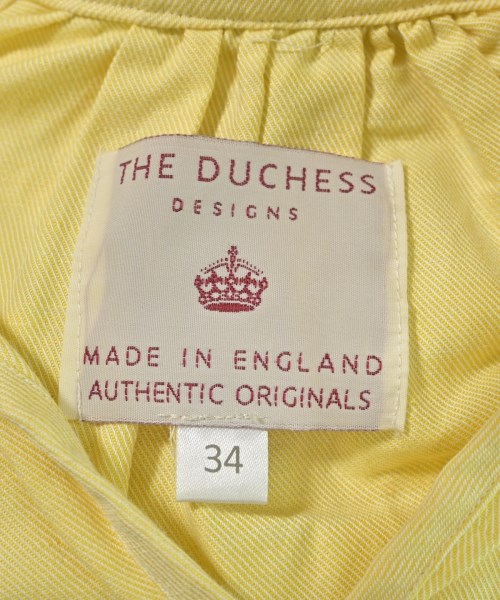 THE DUCHESS
DESIGNS
MADE IN ENGLAND
AUTHENTIC ORIGINALS
34